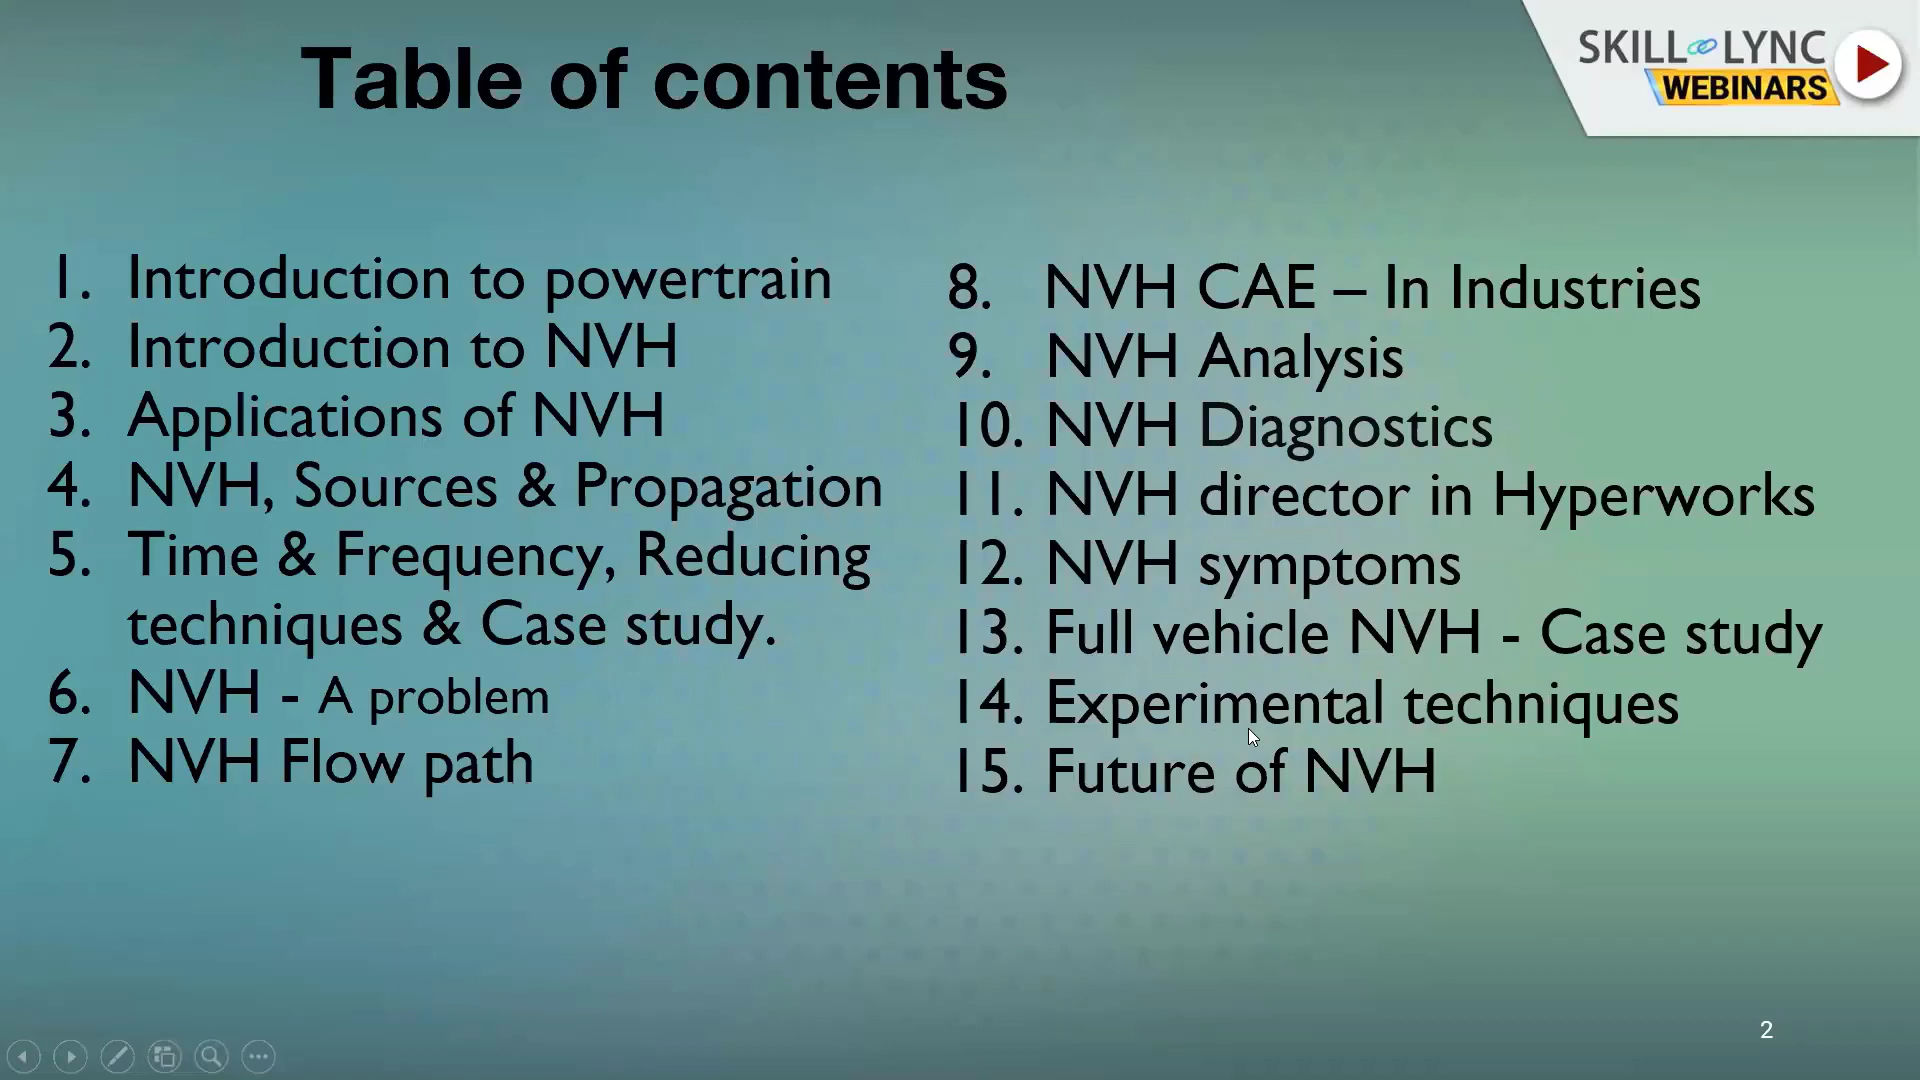 Table of contents
SKILL LYNC
WEBINARS
1. Introduction to powertrain
2. Introduction to NVH
3. Applications of NVH
4. NVH, Sources & Propagation
5. Time & Frequency, Reducing
techniques & Case study.
6. NVH - A problem
7. NVH Flow path
8. NVH CAE – In Industries
9. NVH Analysis
10. NVH Diagnostics
11. NVH director in Hyperworks
12. NVH symptoms
13. Full vehicle NVH - Case study
14. Experimental techniques
15. Future of NVH
2